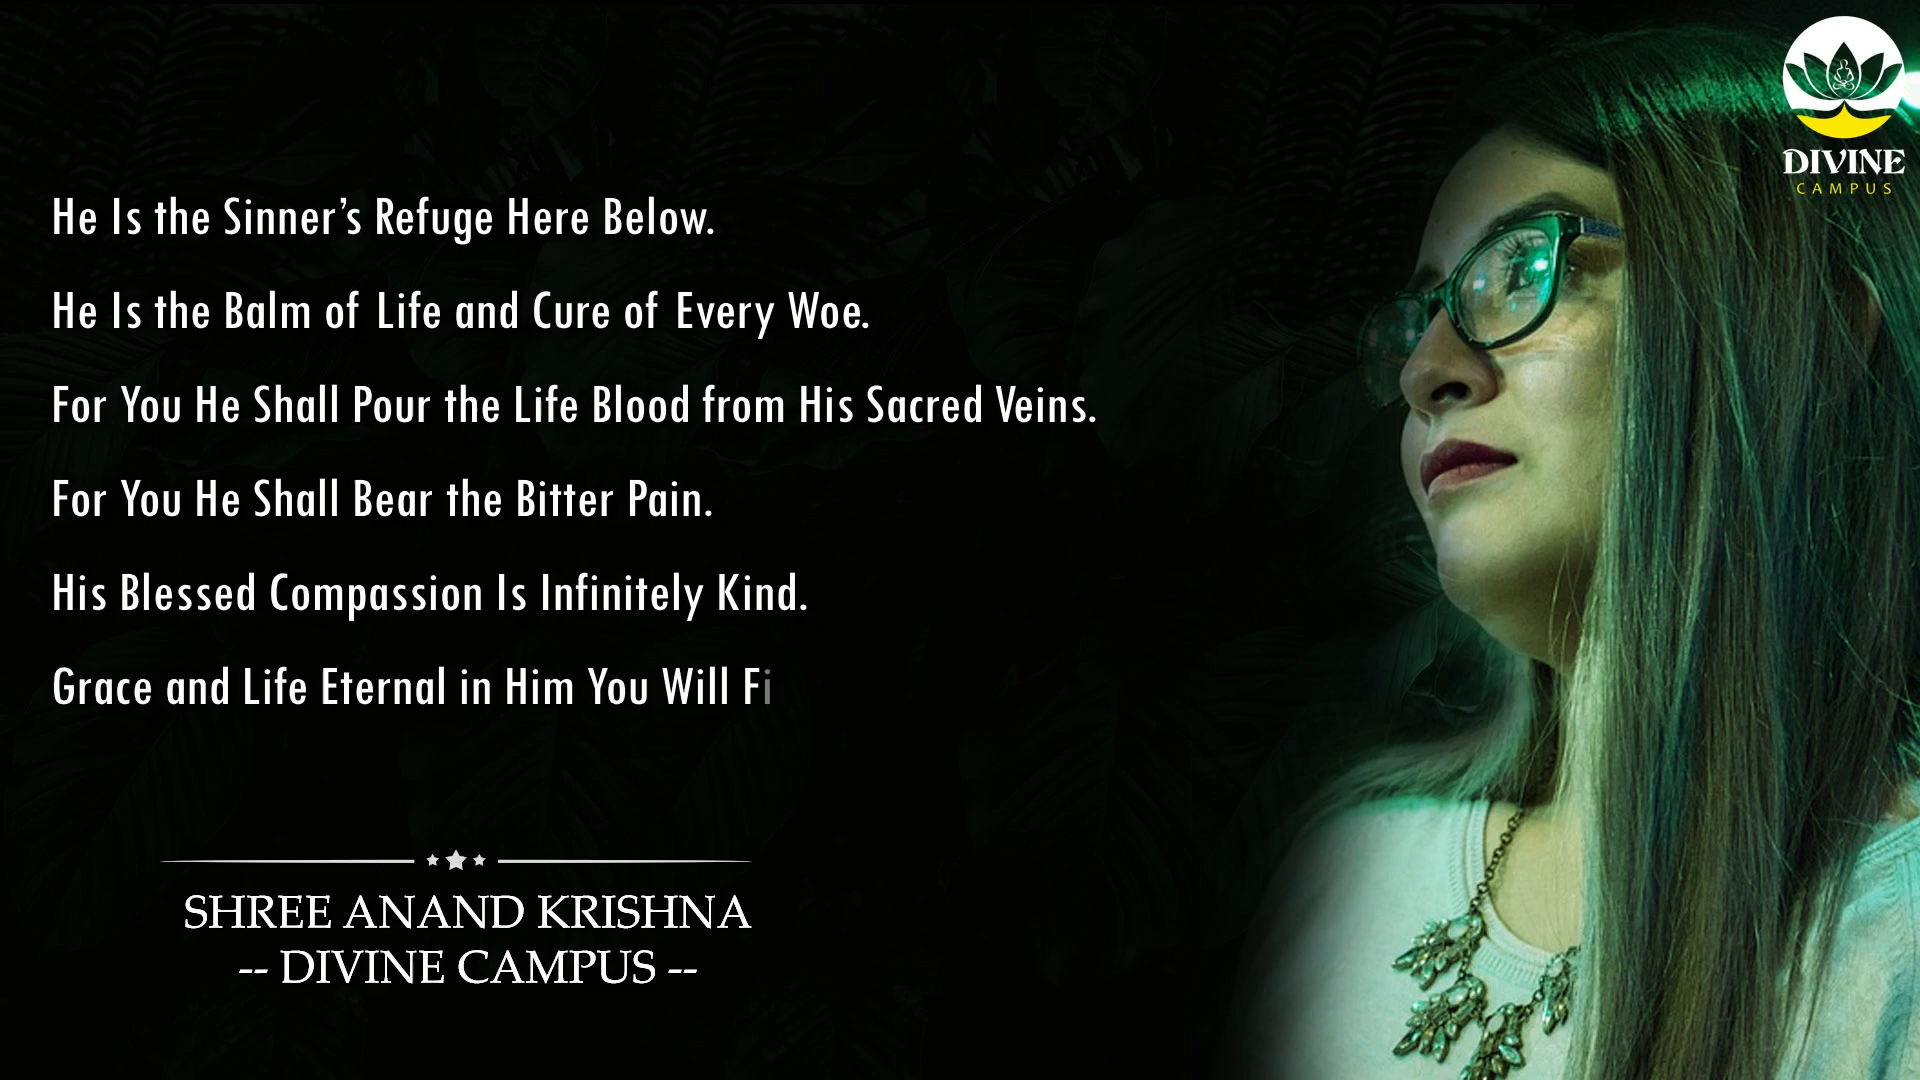 He Is the Sinner’s Refuge Here Below.
He Is the Balm of Life and Cure of Every Woe.
For You He Shall Pour the Life Blood from His Sacred Veins.
For You He Shall Bear the Bitter Pain.
His Blessed Compassion Is Infinitely Kind.
Grace and Life Eternal in Him You Will Fi
SHREE ANAND KRISHNA
-- DIVINE CAMPUS --
DIVINE
CAMPUS